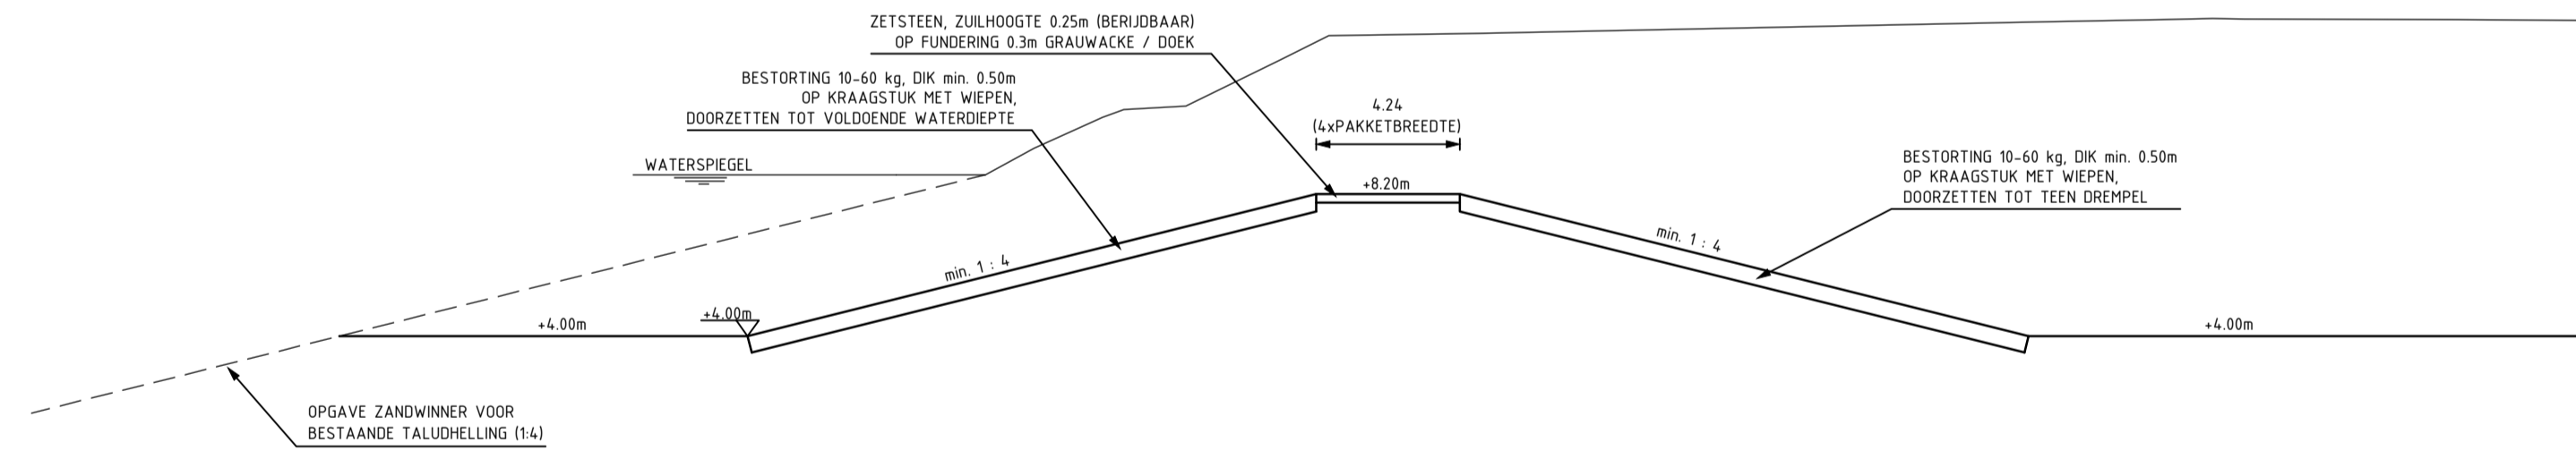 ZETSTEEN, ZUILHOOGTE 0.25m (BERIJDBAAR)
OP FUNDERING 0.3m GRAUWACKE / DOEK
BESTORTING 10-60 kg, DIK min. 0.50m
OP KRAAGSTUK MET WIEPEN,
DOORZETTEN TOT VOLDOENDE WATERDIEPTE
4.24
(4xPAKKETBREEDTE)
WATERSPIEGEL
BESTORTING 10-60 kg, DIK min. 0.50m
OP KRAAGSTUK MET WIEPEN,
DOORZETTEN TOT TEEN DREMPEL
+8.20m
min. 1 : 4
min. 1 : 4
+4.00m
+4.00m
+4.00m
OPGAVE ZANDWINNER VOOR
BESTAANDE TALUDHELLING (1:4)